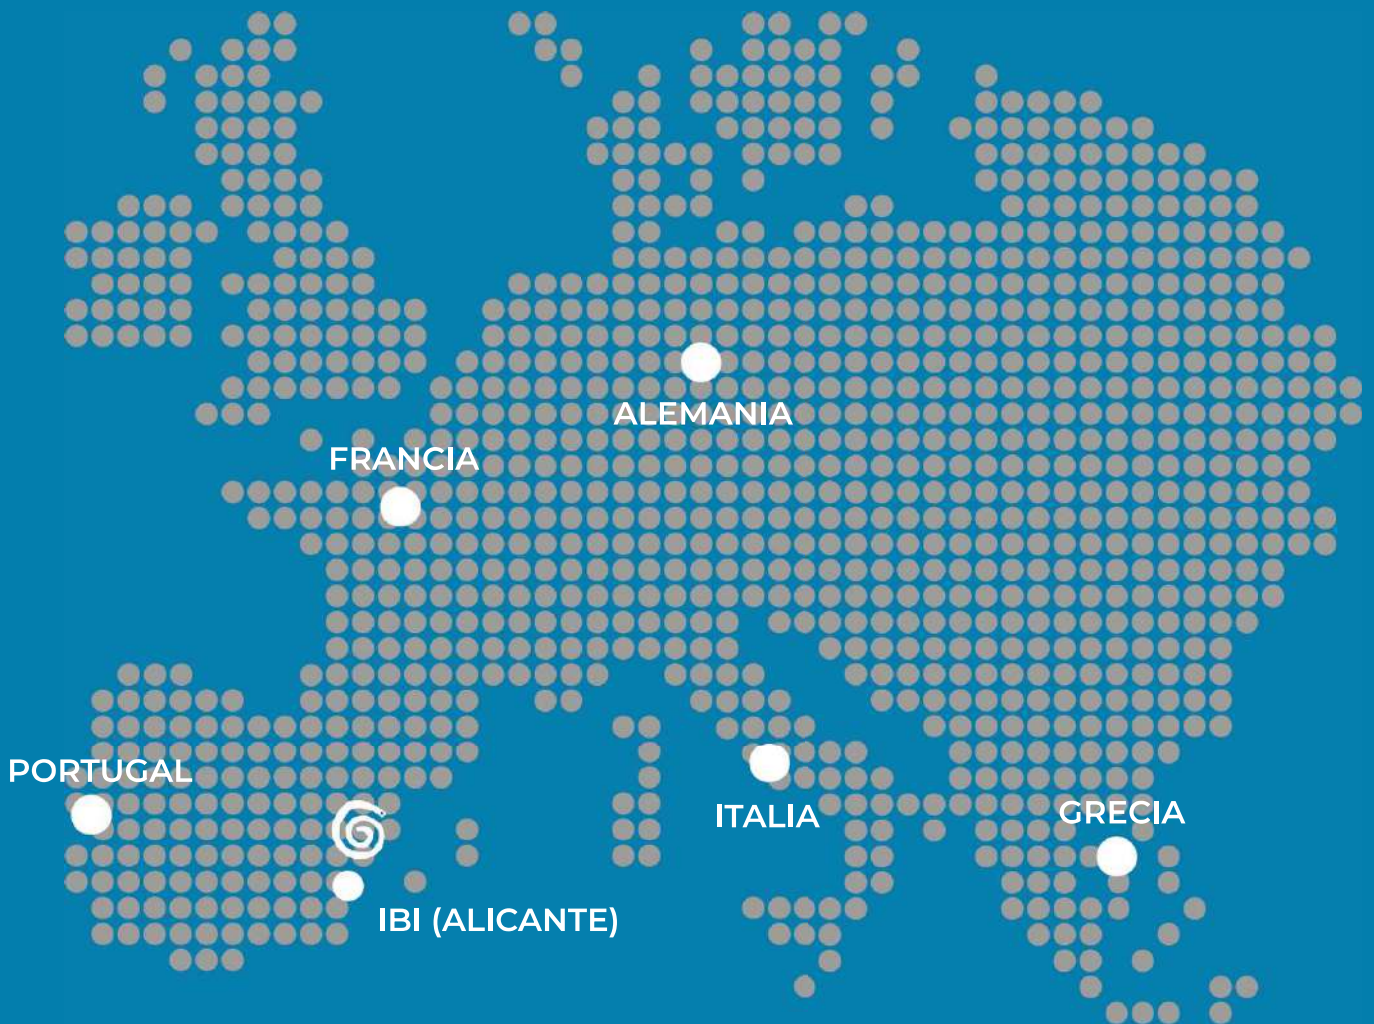 ALEMANIA
FRANCIA
PORTUGAL
ITALIA
GRECIA
IBI (ALICANTE)